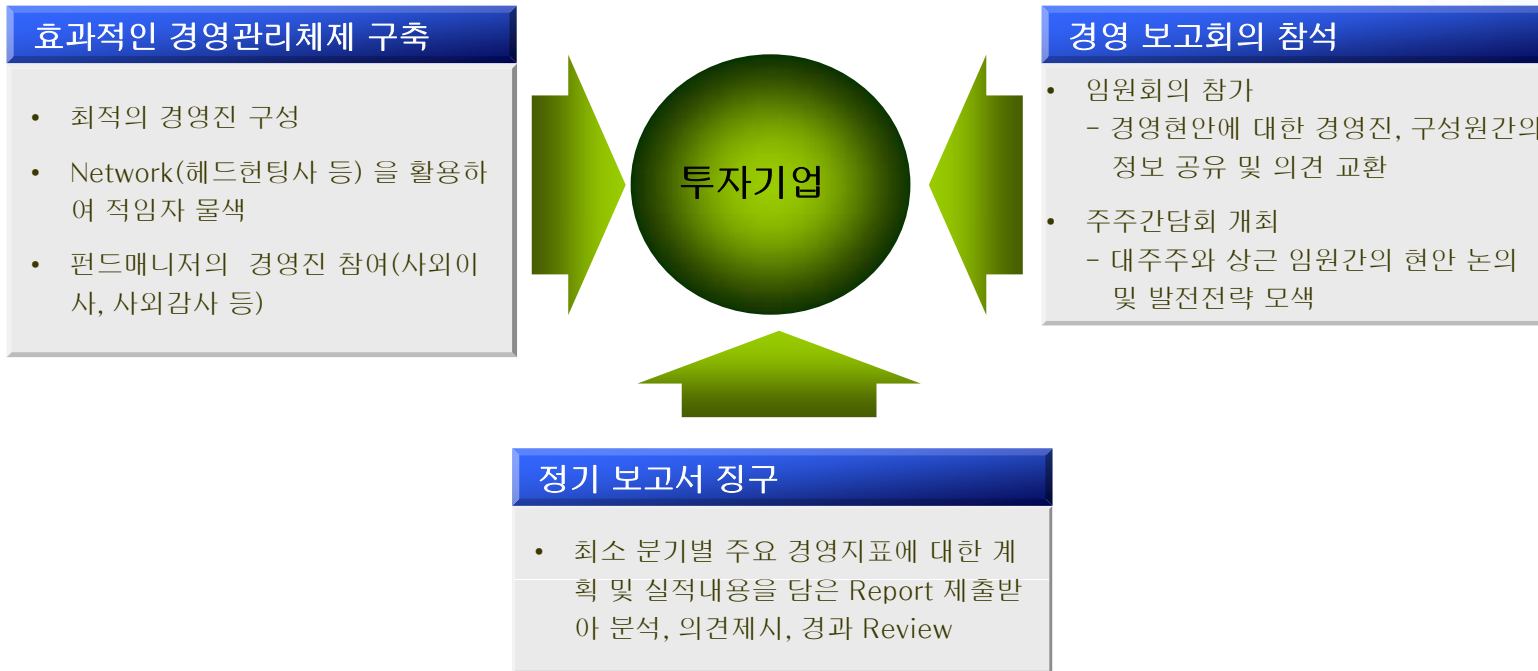 효과적인 경영관리체제 구축
• 최적의 경영진 구성
• Network(헤드헌팅사 등) 을 활용하
여 적임자 물색
• 펀드매니저의 경영진 참여(사외이
사, 사외감사 등)
투자기업
경영 보고회의 참석
• 임원회의 참가
- 경영현안에 대한 경영진, 구성원간의
정보 공유 및 의견 교환
• 주주간담회 개최
- 대주주와 상근 임원간의 현안 논의
및 발전전략 모색
정기 보고서 징구
• 최소 분기별 주요 경영지표에 대한 계
획 및 실적내용을 담은 Report 제출받
아 분석, 의견제시, 경과 Review